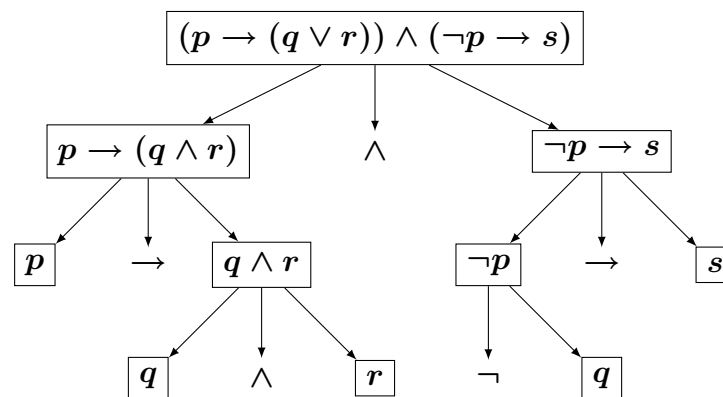 (p → (q ∨ r)) ∧ (¬p → s)
p → (q ∧ r) ∧ ¬p → s
p → q ∧ r ¬p → s
q ∧ r ¬ q